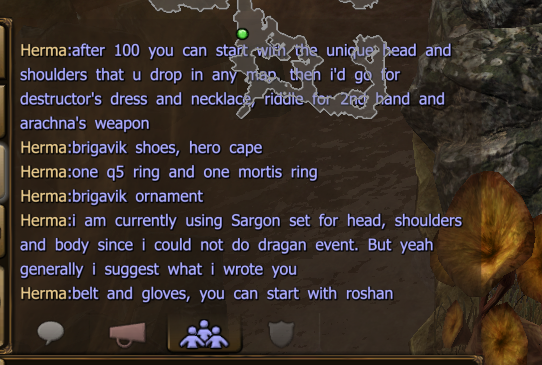 Herma:after 100 you can start with the unique head and
shoulders that u drop in any map, then i'd go for
destructor's dress and necklace, riddle for 2nd hand and
arachna's weapon
Herma:brigavik shoes, hero cape
Herma:one q5 ring and one mortis ring
Herma:brigavik ornament
Herma:i am currently using Sargon set for head, shoulders
and body since i could not do dragan event. But yeah
generally i suggest what i wrote you
Herma:belt and gloves, you can start with roshan